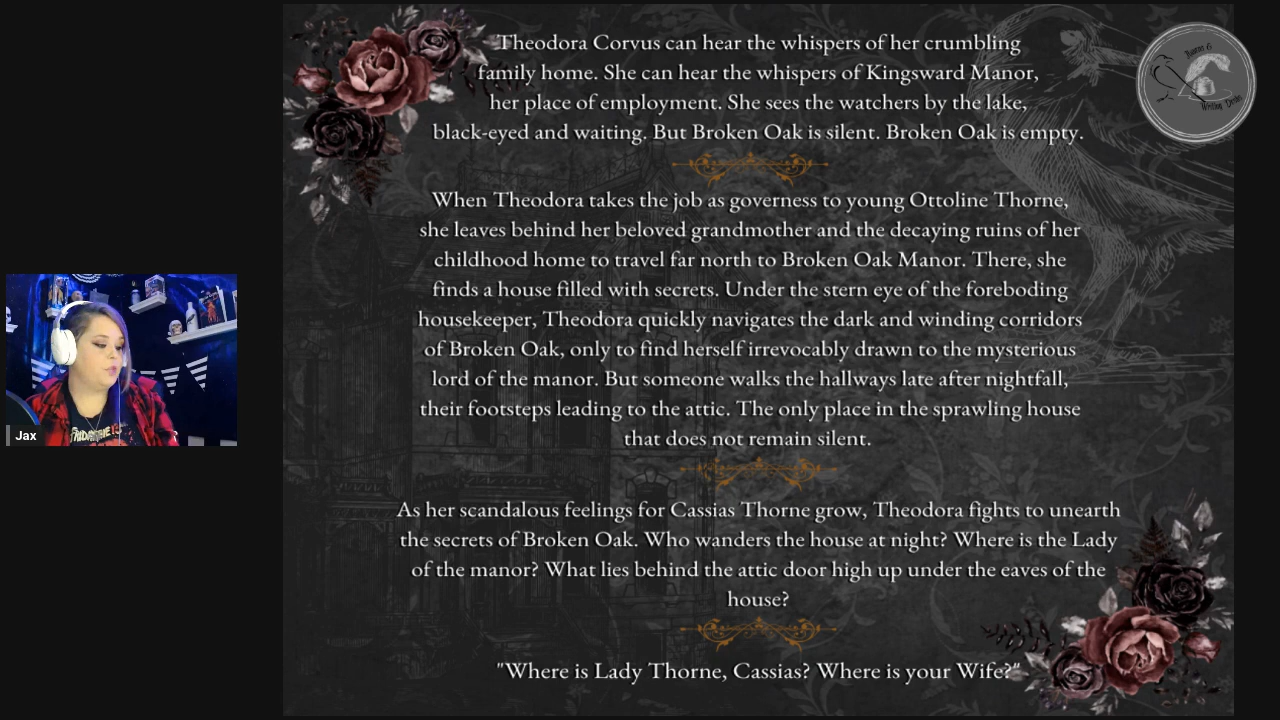 Theodora Corvus can hear the whispers of her crumbling
family home. She can hear the whispers of Kingsward Manor,
her place of employment. She sees the watchers by the lake,
black-eyed and waiting. But Broken Oak is silent. Broken Oak is empty.
When Theodora takes the job as governess to young Ottoline Thorne,
she leaves behind her beloved grandmother and the decaying ruins of her
childhood home to travel far north to Broken Oak Manor. There, she
finds a house filled with secrets. Under the stern eye of the foreboding
housekeeper, Theodora quickly navigates the dark and winding corridors
of Broken Oak, only to find herself irrevocably drawn to the mysterious
lord of the manor. But someone walks the hallways late after nightfall,
their footsteps leading to the attic. The only place in the sprawling house
that does not remain silent.
As her scandalous feelings for Cassias Thorne grow, Theodora fights to unearth
the secrets of Broken Oak. Who wanders the house at night? Where is the Lady
of the manor? What lies behind the attic door high up under the eaves of the
house?
"Where is Lady Thorne, Cassias? Where is your Wife?"
Jax